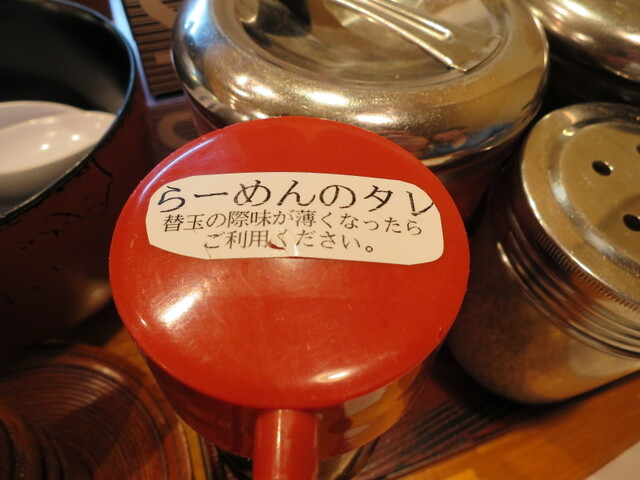 らーめんのタレ
替玉の際味が薄くなったら
ご利用ください。